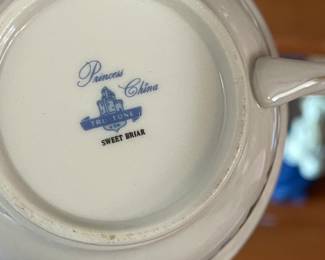 Princess
China
TRU TONE
SWEET BRIAR